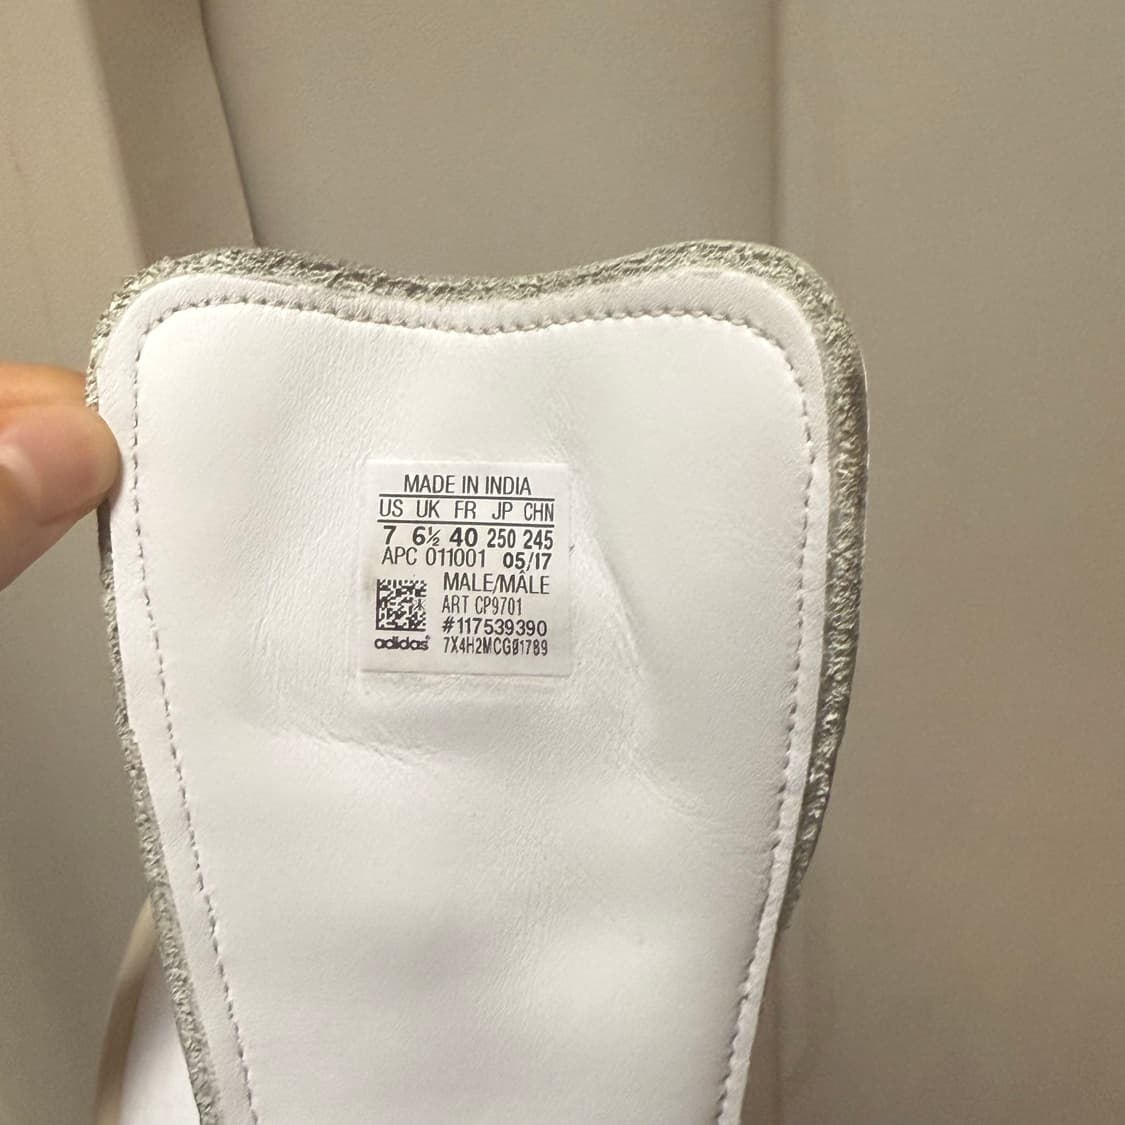 MADE IN INDIA
US UK FR JP CHN
7 6½ 40 250 245
APC 011001 05/17
MALE/MÂLE
ART CP9701
#117539390
adidas® 7X4H2MCG01789